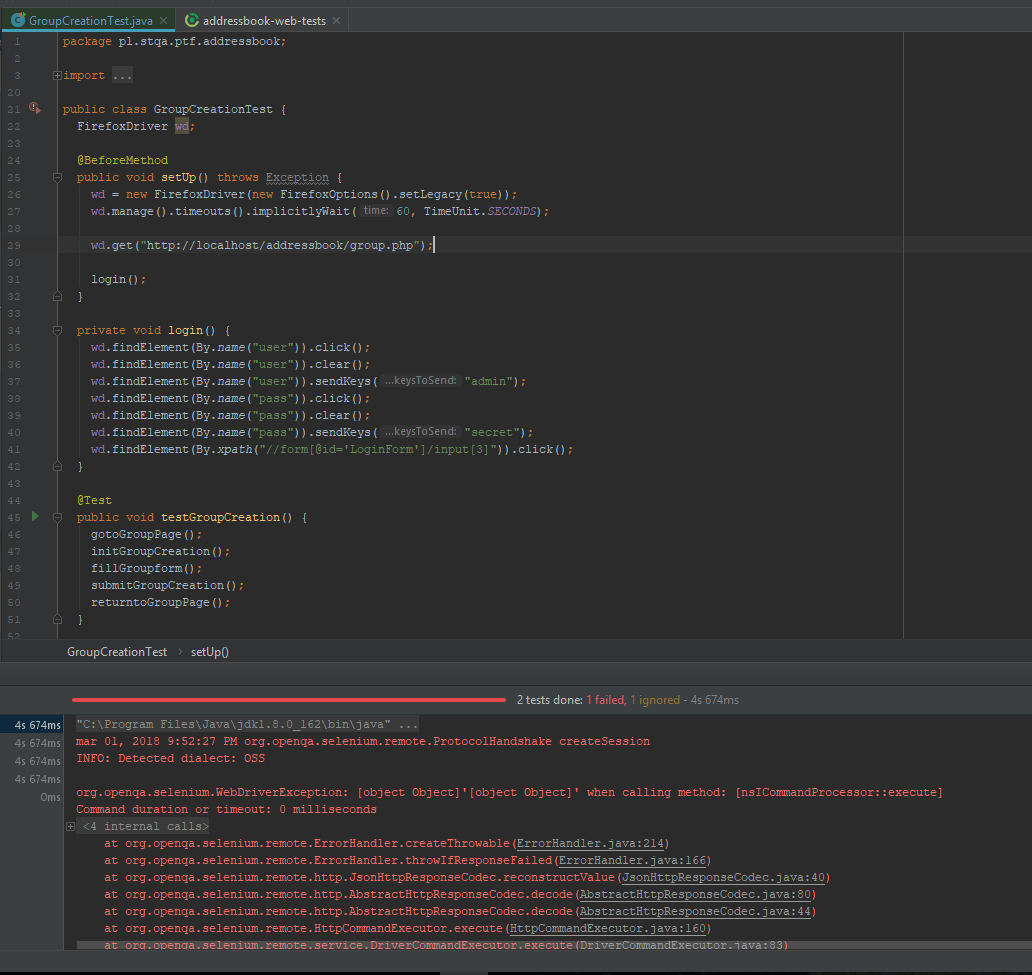 GroupCreationTest.java × addressbook-web-tests ×
1 package pl.stqa.ptf.addressbook;
2
3 import ...
20
21 public class GroupCreationTest {
22 FirefoxDriver wd;
23
24 @BeforeMethod
25 public void setUp() throws Exception {
26 wd = new FirefoxDriver(new FirefoxOptions().setLegacy(true));
27 wd.manage().timeouts().implicitlyWait( time: 60, TimeUnit.SECONDS);
28
29 wd.get("http://localhost/addressbook/group.php");
30
31 login();
32 }
33
34 private void login() {
35 wd.findElement(By.name("user")).click();
36 wd.findElement(By.name("user")).clear();
37 wd.findElement(By.name("user")).sendKeys( ...keysToSend: "admin");
38 wd.findElement(By.name("pass")).click();
39 wd.findElement(By.name("pass")).clear();
40 wd.findElement(By.name("pass")).sendKeys( ...keysToSend: "secret");
41 wd.findElement(By.xpath("//form[@id='LoginForm']/input[3]")).click();
42 }
43
44 @Test
45 public void testGroupCreation() {
46 gotoGroupPage();
47 initGroupCreation();
48 fillGroupform();
49 submitGroupCreation();
50 returntoGroupPage();
51 }
52
GroupCreationTest › setUp()
2 tests done: 1 failed, 1 ignored - 4s 674ms
4s 674ms "C:\Program Files\Java\jdk1.8.0_162\bin\java" ...
4s 674ms mar 01, 2018 9:52:27 PM org.openqa.selenium.remote.ProtocolHandshake createSession
4s 674ms INFO: Detected dialect: OSS
4s 674ms
0ms org.openqa.selenium.WebDriverException: [object Object]'[object Object]' when calling method: [nsICommandProcessor::execute]
Command duration or timeout: 0 milliseconds
<4 internal calls>
at org.openqa.selenium.remote.ErrorHandler.createThrowable(ErrorHandler.java:214)
at org.openqa.selenium.remote.ErrorHandler.throwIfResponseFailed(ErrorHandler.java:166)
at org.openqa.selenium.remote.http.JsonHttpResponseCodec.reconstructValue(JsonHttpResponseCodec.java:40)
at org.openqa.selenium.remote.http.AbstractHttpResponseCodec.decode(AbstractHttpResponseCodec.java:80)
at org.openqa.selenium.remote.http.AbstractHttpResponseCodec.decode(AbstractHttpResponseCodec.java:44)
at org.openqa.selenium.remote.HttpCommandExecutor.execute(HttpCommandExecutor.java:160)
at org.openqa.selenium.remote.service.DriverCommandExecutor.execute(DriverCommandExecutor.java:83)